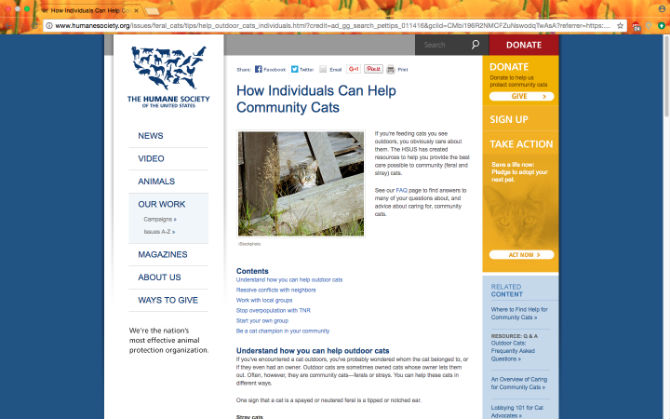 How Individuals Can Help C
www.humanesociety.org/issues/feral_cats/tips/help_outdoor_cats_individuals.html?credit=ad_gg_search_pettips_011416&gclid=
Search
DONATE
THE HUMANE SOCIETY
OF THE UNITED STATES
NEWS
VIDEO
ANIMALS
OUR WORK
Campaigns »
Issues A-Z »
MAGAZINES
ABOUT US
WAYS TO GIVE
We're the nation's
most effective animal
protection organization.
Share: Facebook Twitter Email G+1 Pin it Print
How Individuals Can Help
Community Cats
If you're feeding cats you see
outdoors, you obviously care about
them. The HSUS has created
resources to help you provide the best
care possible to community (feral and
stray) cats.
See our FAQ page to find answers to
many of your questions about, and
advice about caring for, community
cats.
iStockphoto
Contents
Understand how you can help outdoor cats
Resolve conflicts with neighbors
Work with local groups
Stop overpopulation with TNR
Start your own group
Be a cat champion in your community
Understand how you can help outdoor cats
If you've encountered a cat outdoors, you've probably wondered whom the cat belonged to, or
if they even had an owner. Outdoor cats are sometimes owned cats whose owner lets them
out. Often, however, they are community cats—ferals or strays. You can help these cats in
different ways.
One sign that a cat is a spayed or neutered feral is a tipped or notched ear.
Stray cats
DONATE
Donate to help us
protect community cats
GIVE
SIGN UP
TAKE ACTION
Save a life now:
Pledge to adopt your
next pet.
ACT NOW
RELATED
CONTENT
Where to Find Help for
Community Cats »
RESOURCE: Q & A
Outdoor Cats:
Frequently Asked
Questions »
An Overview of Caring
for Community Cats »
Lobbying 101 for Cat
Advocates »